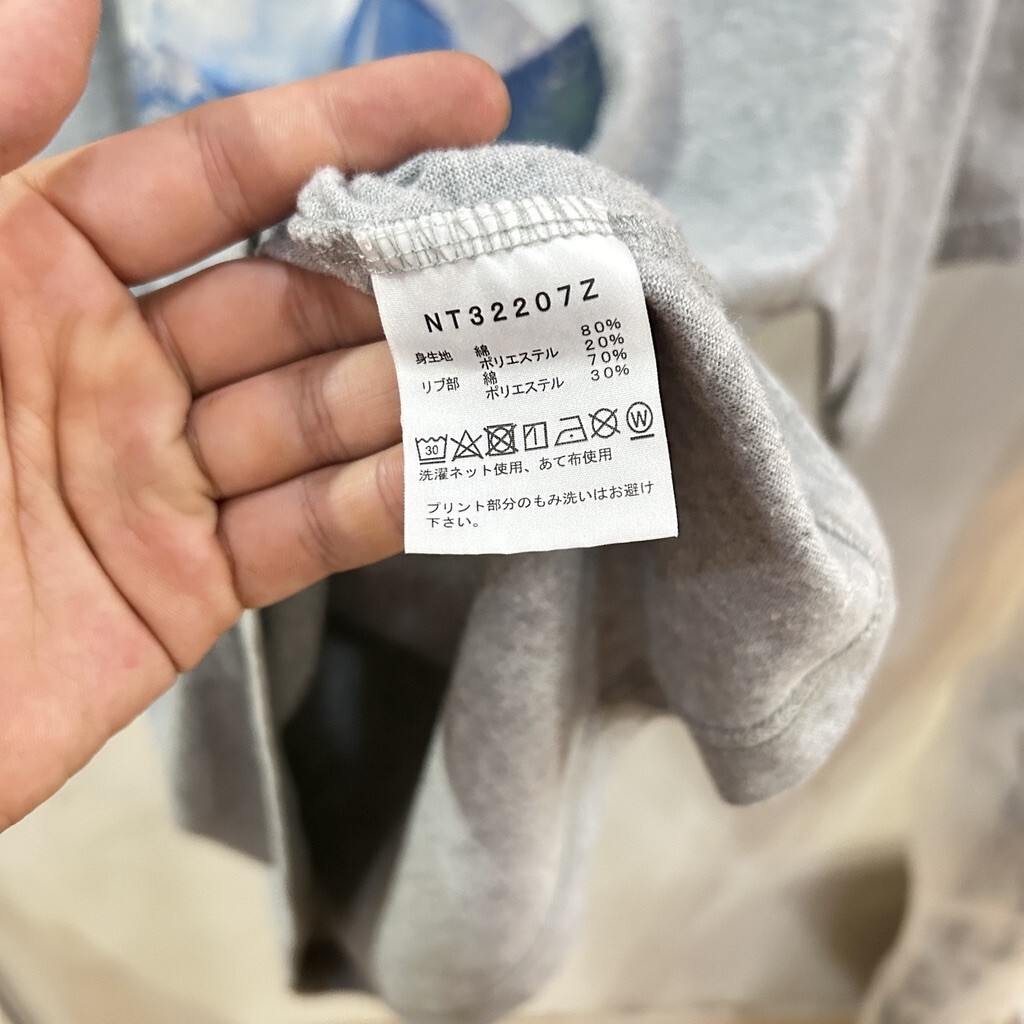 NT32207Z
身生地 綿 80%
ポリエステル 20%
リブ部 綿 70%
ポリエステル 30%
30 W
洗濯ネット使用、あて布使用
プリント部分のもみ洗いはお避け
下さい。